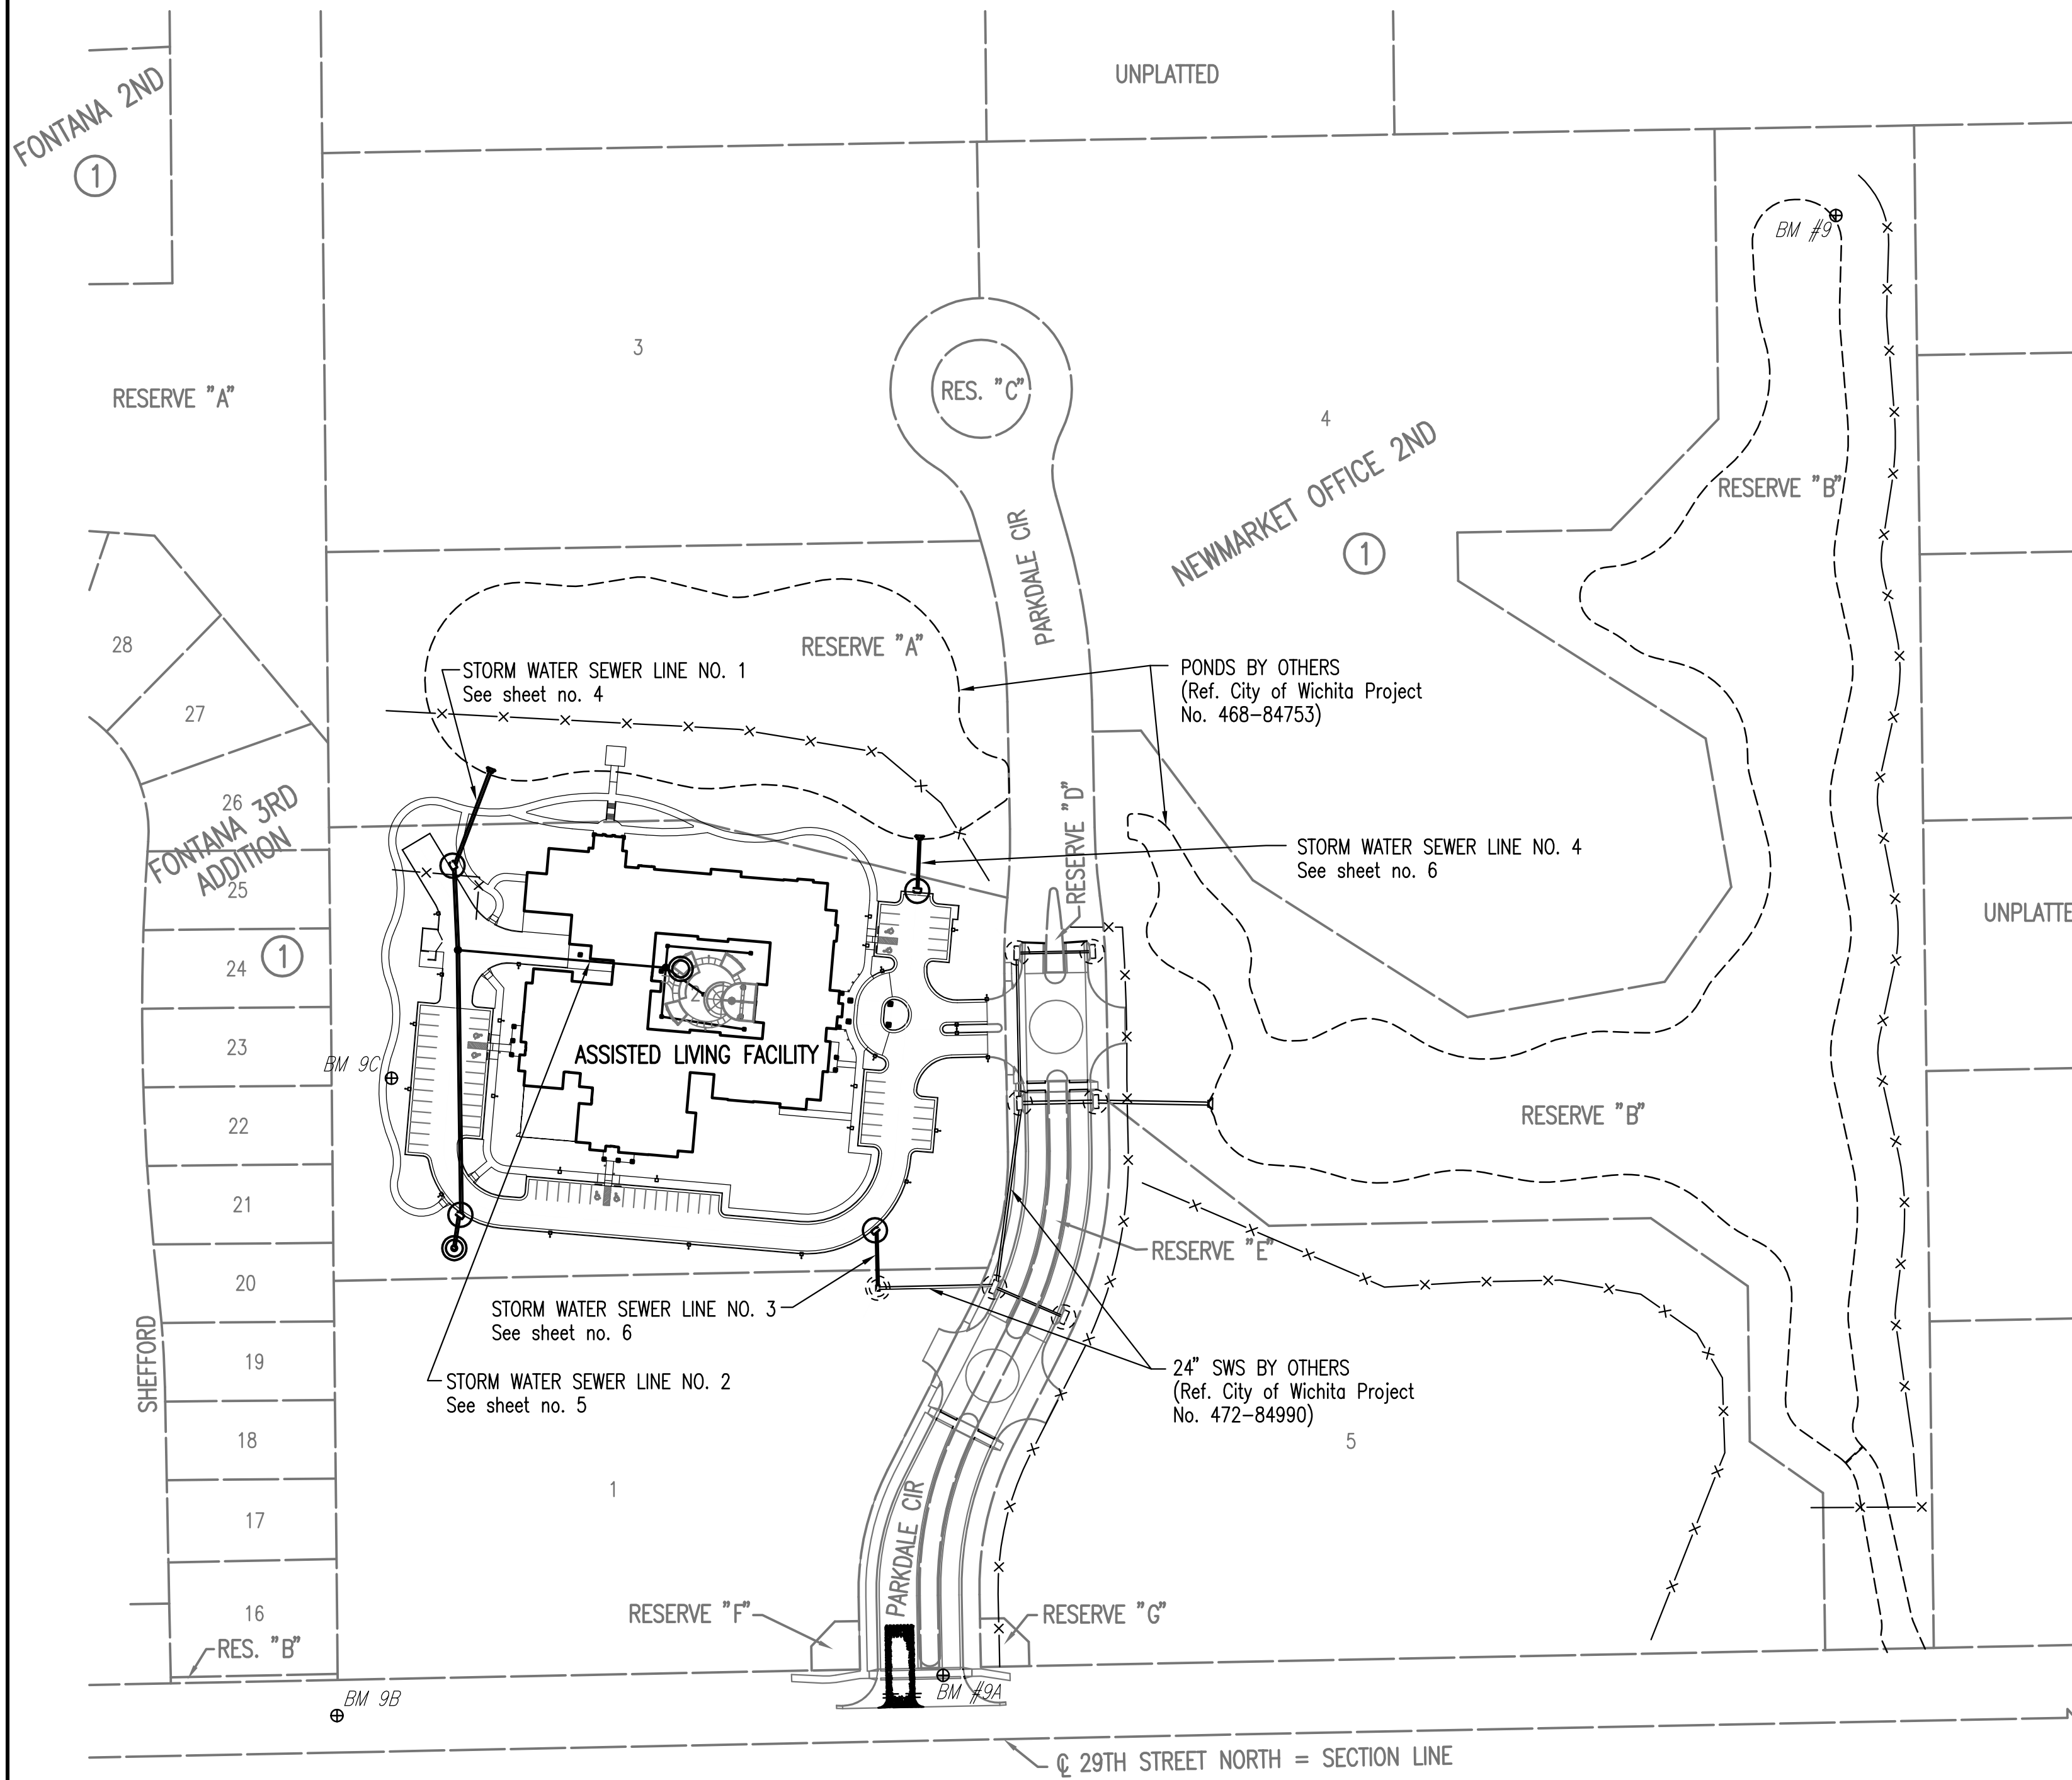 UNPLATTED
FONTANA 2ND
1
BM #9
3
RES. "C"
RESERVE "A"
4
NEWMARKET OFFICE 2ND
1
RESERVE "B"
PARKDALE CIR
28
RESERVE "A"
STORM WATER SEWER LINE NO. 1
See sheet no. 4
PONDS BY OTHERS
(Ref. City of Wichita Project
No. 468-84753)
27
26
FONTANA 3RD
ADDITION
RESERVE "D"
STORM WATER SEWER LINE NO. 4
See sheet no. 6
25
24
1
UNPLATTE
2
23
BM 9C
ASSISTED LIVING FACILITY
22
RESERVE "B"
21
RESERVE "E"
20
STORM WATER SEWER LINE NO. 3
See sheet no. 6
SHEFFORD
19
STORM WATER SEWER LINE NO. 2
See sheet no. 5
24" SWS BY OTHERS
(Ref. City of Wichita Project
No. 472-84990)
18
5
1
17
PARKDALE CIR
16
RESERVE "F"
RESERVE "G"
RES. "B"
BM 9B
BM #9A
℄ 29TH STREET NORTH = SECTION LINE